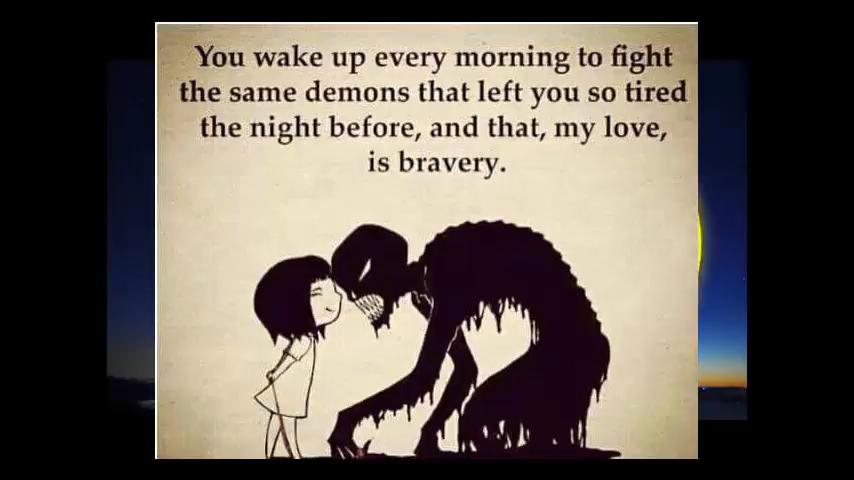 You wake up every morning to fight
the same demons that left you so tired
the night before, and that, my love,
is bravery.